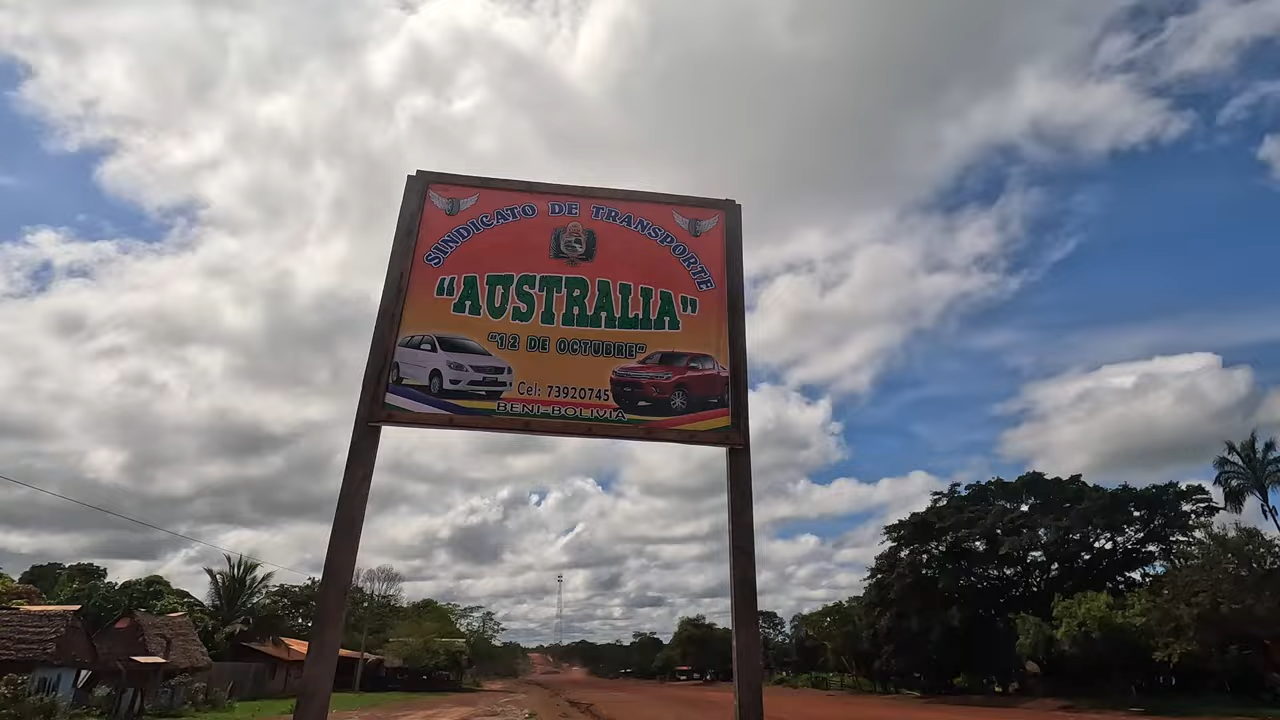 SINDICATO DE TRANSPORTE
"AUSTRALIA"
"12 DE OCTUBRE"
Cel: 73920745
BENI-BOLIVIA